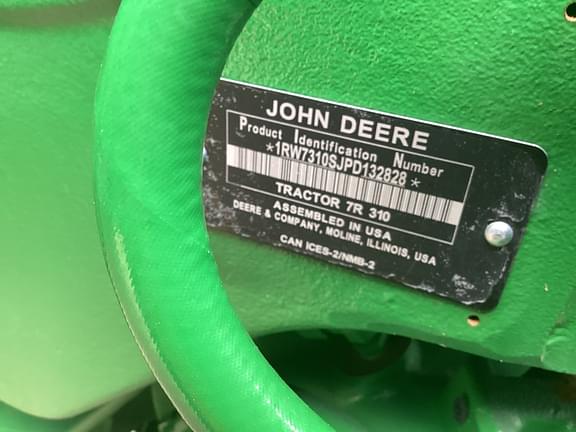 JOHN DEERE
Product Identification Number
*1RW7310SJPD132828*
TRACTOR 7R 310
ASSEMBLED IN USA
DEERE & COMPANY, MOLINE, ILLINOIS, USA
CAN ICES-2/NMB-2